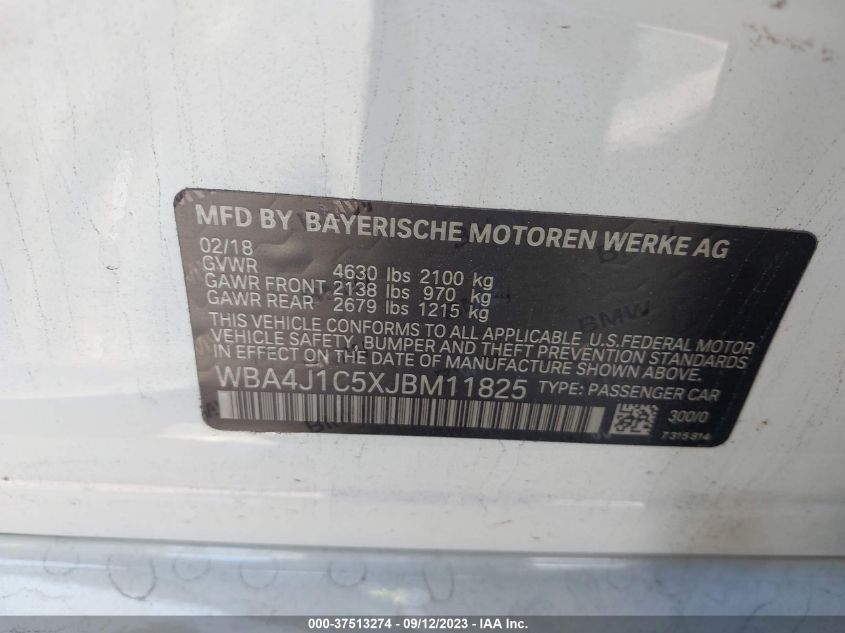 MFD BY BAYERISCHE MOTOREN WERKE AG
02/18
GVWR 4630 lbs 2100 kg
GAWR FRONT 2138 lbs 970 kg
GAWR REAR 2679 lbs 1215 kg
THIS VEHICLE CONFORMS TO ALL APPLICABLE U.S.FEDERAL MOTOR
VEHICLE SAFETY, BUMPER AND THEFT PREVENTION STANDARDS
IN EFFECT ON THE DATE OF MANUFACTURE SHOWN ABOVE.
WBA4J1C5XJBM11825 TYPE: PASSENGER CAR
300/0
7315814
BMW
000-37513274 - 09/12/2023 - IAA Inc.